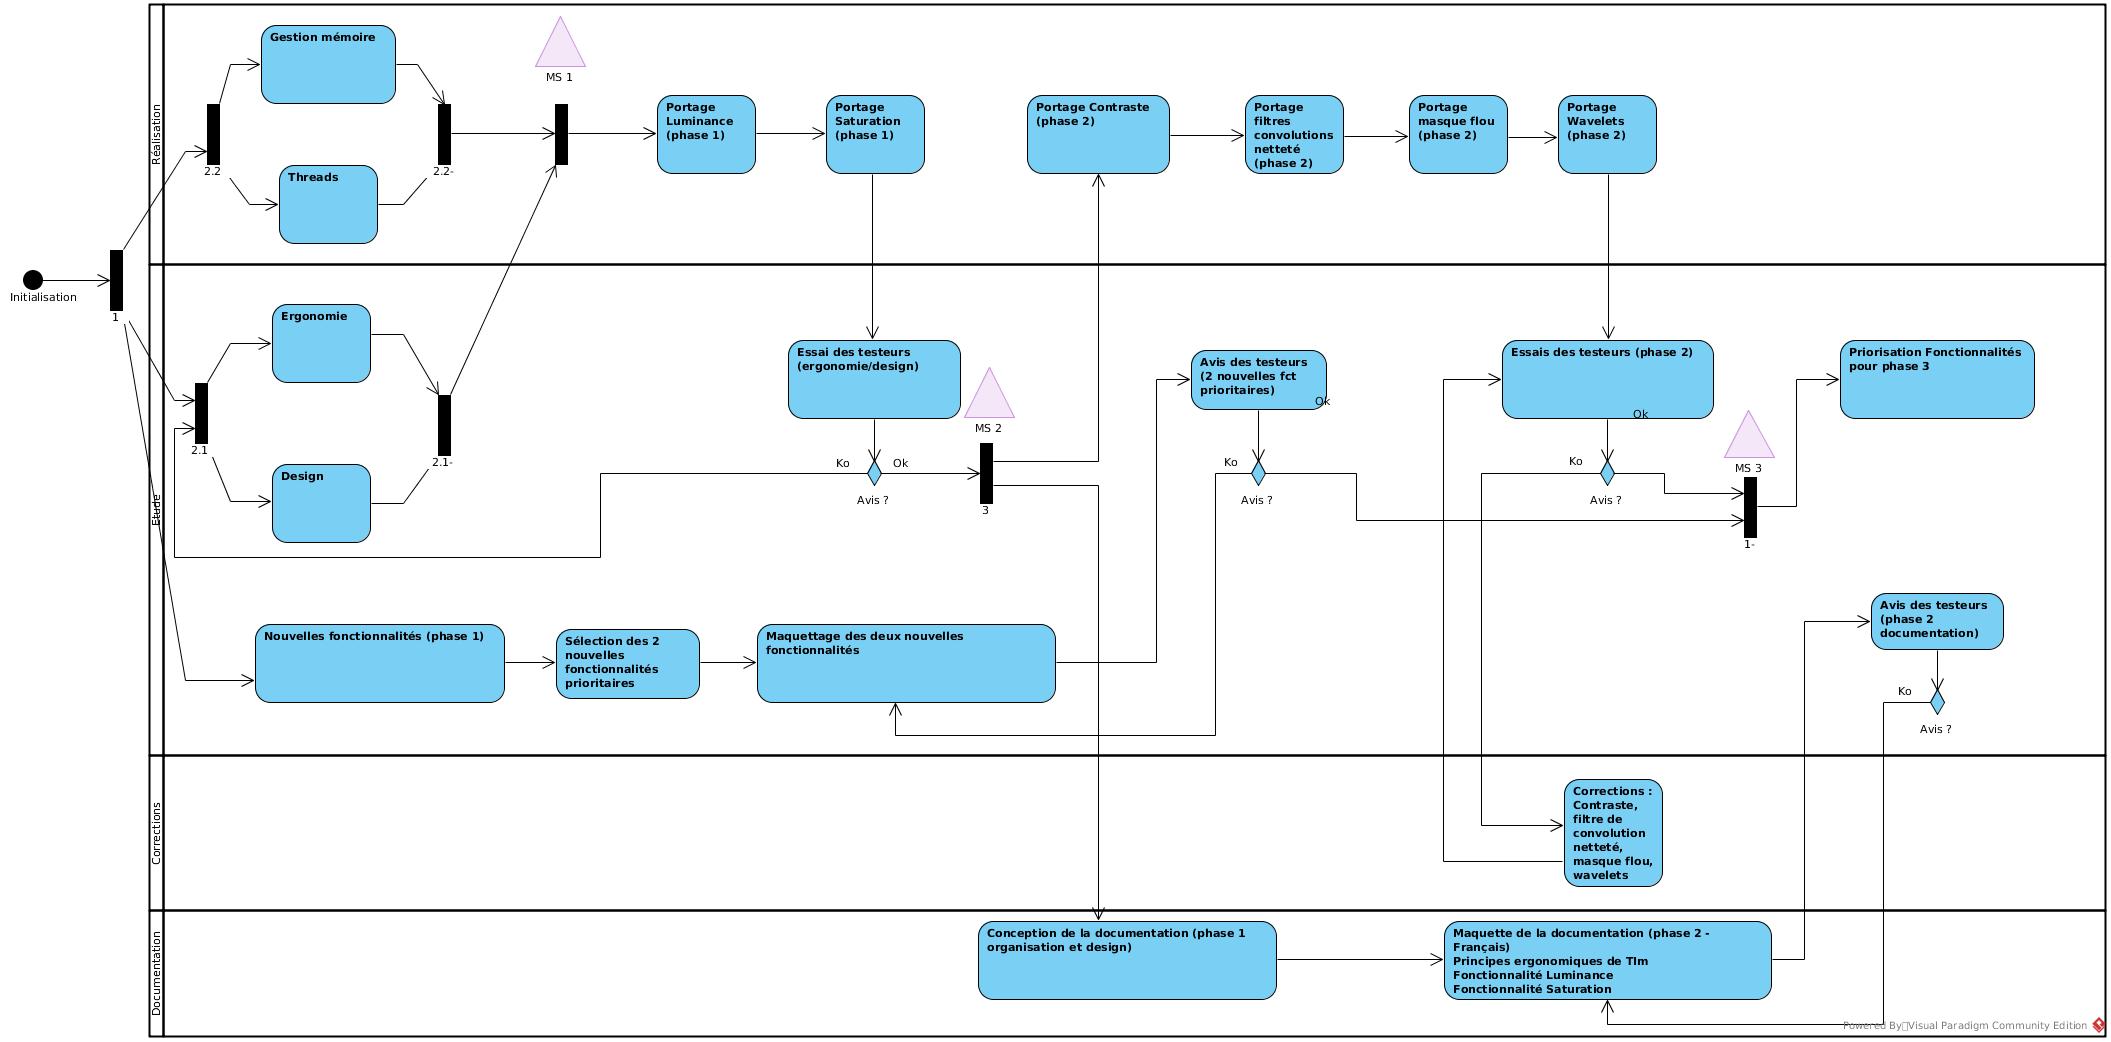 Réalisation
Gestion mémoire
MS 1
Portage
Luminance
(phase 1)
Portage
Saturation
(phase 1)
Portage Contraste
(phase 2)
Portage
filtres
convolutions
netteté
(phase 2)
Portage
masque flou
(phase 2)
Portage
Wavelets
(phase 2)
2.2
2.2-
Threads
Initialisation
1
Etude
Ergonomie
2.1
2.1-
Design
Essai des testeurs
(ergonomie/design)
MS 2
Ko
Ok
Avis ?
3
Avis des testeurs
(2 nouvelles fct
prioritaires)
Ok
Ko
Avis ?
Essais des testeurs (phase 2)
Ok
Ko
Avis ?
MS 3
1-
Priorisation Fonctionnalités
pour phase 3
Nouvelles fonctionnalités (phase 1)
Sélection des 2
nouvelles
fonctionnalités
prioritaires
Maquettage des deux nouvelles
fonctionnalités
Avis des testeurs
(phase 2
documentation)
Ko
Avis ?
Corrections
Corrections :
Contraste,
filtre de
convolution
netteté,
masque flou,
wavelets
Documentation
Conception de la documentation (phase 1
organisation et design)
Maquette de la documentation (phase 2 -
Français)
Principes ergonomiques de TIm
Fonctionnalité Luminance
Fonctionnalité Saturation
Powered By Visual Paradigm Community Edition